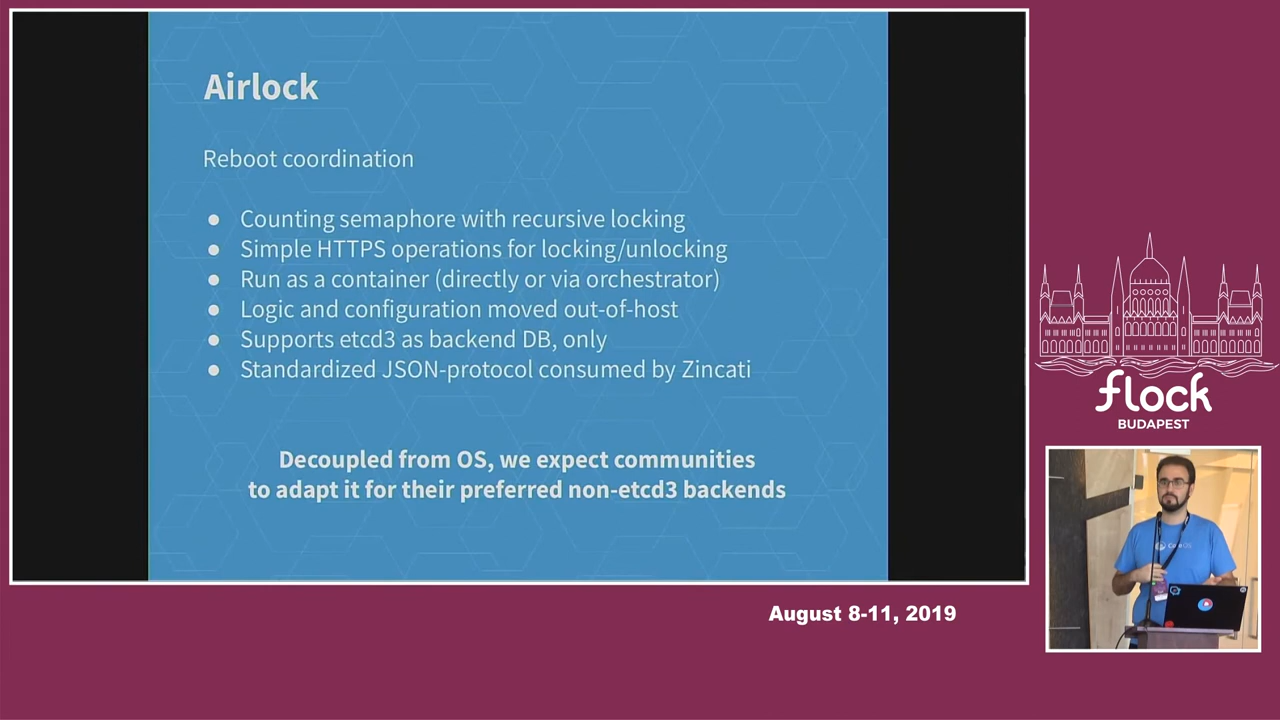 Airlock
Reboot coordination
● Counting semaphore with recursive locking
● Simple HTTPS operations for locking/unlocking
● Run as a container (directly or via orchestrator)
● Logic and configuration moved out-of-host
● Supports etcd3 as backend DB, only
● Standardized JSON-protocol consumed by Zincati
Decoupled from OS, we expect communities
to adapt it for their preferred non-etcd3 backends
flock
BUDAPEST
August 8-11, 2019